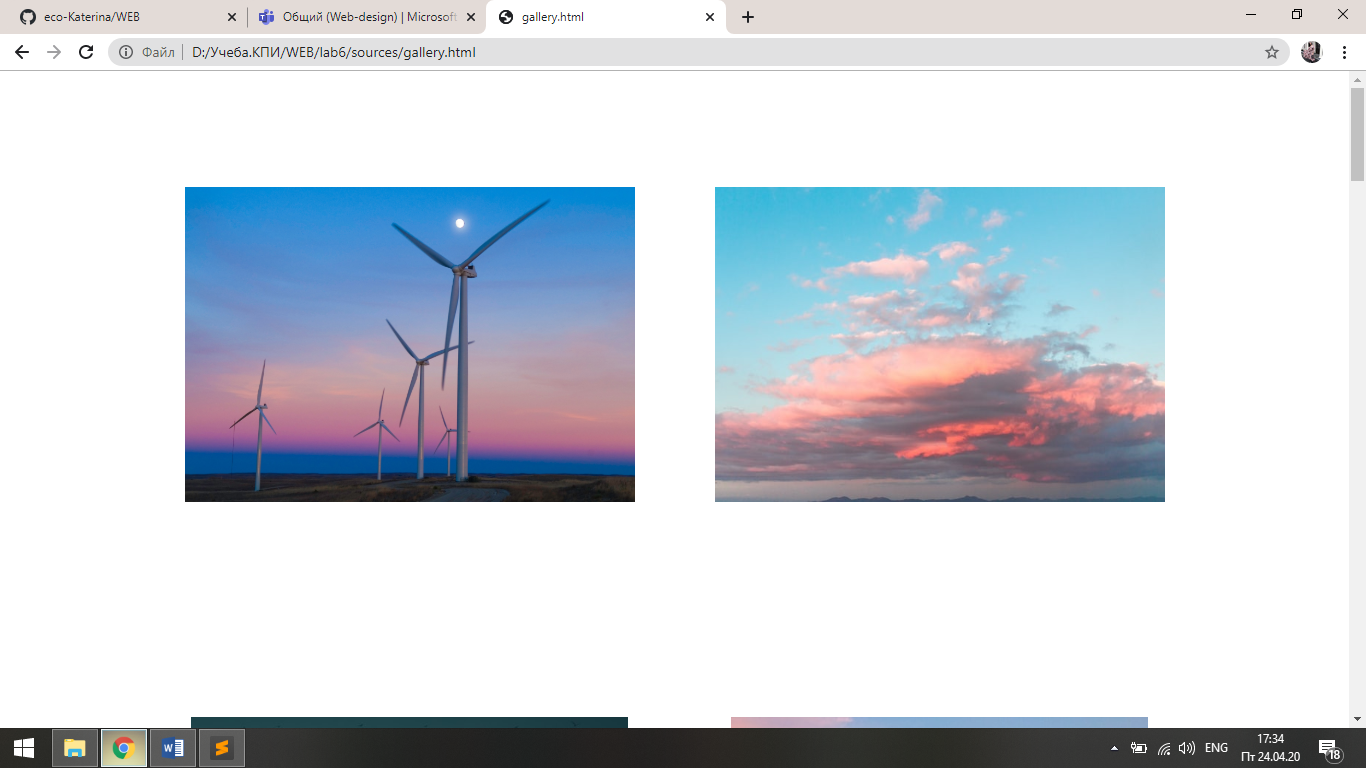 eco-Katerina/WEB
Общий (Web-design) | Microsoft
gallery.html
Файл
D:/Учеба.КПИ/WEB/lab6/sources/gallery.html
ENG
17:34
Пт 24.04.20
18